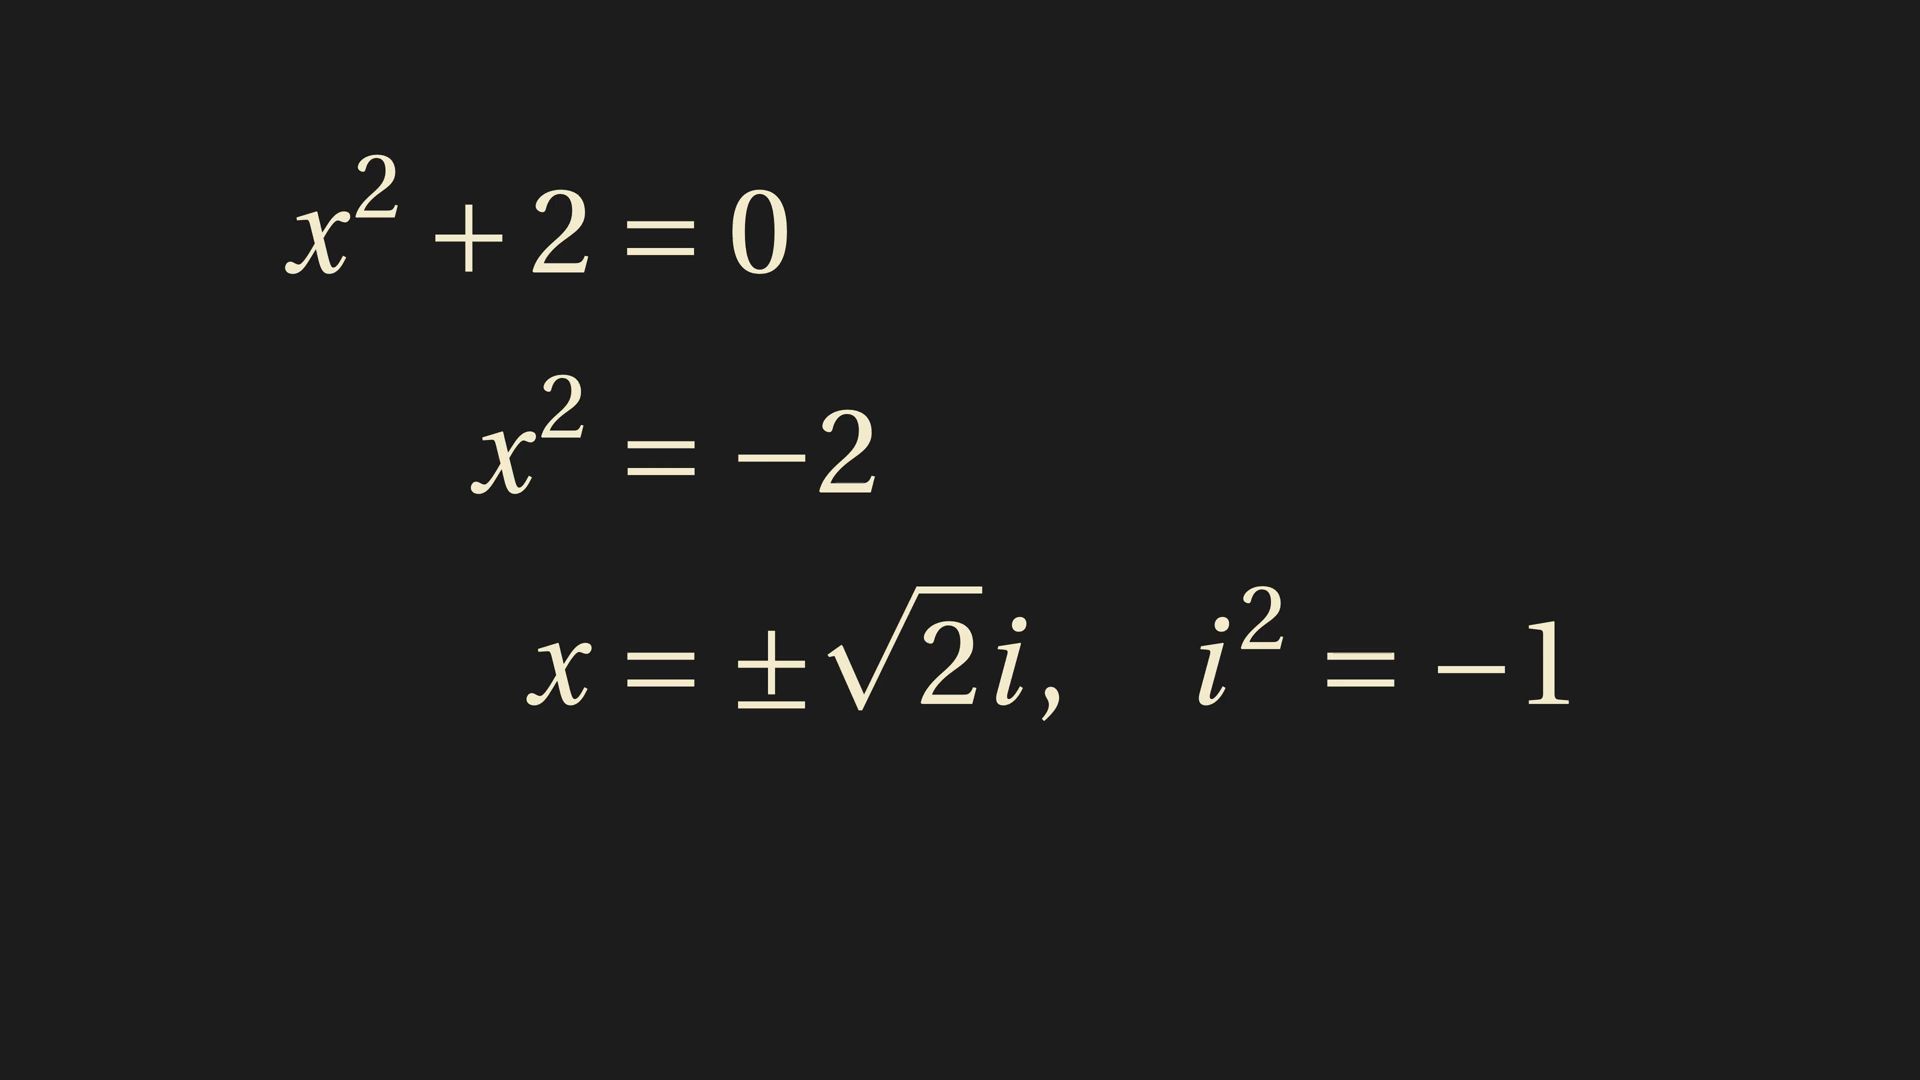 x² + 2 = 0
x² = −2
x = ±√2i, i² = −1